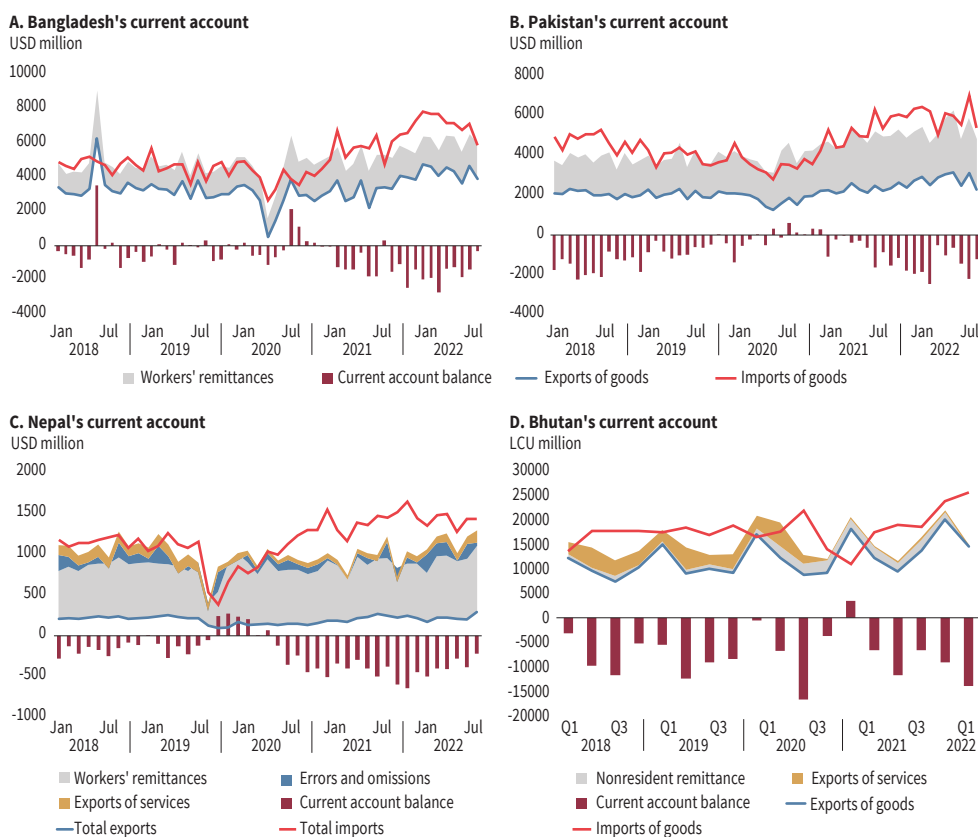 A. Bangladesh's current account
USD million
10000
8000
6000
4000
2000
0
-2000
-4000
Jan Jul Jan Jul Jan Jul Jan Jul Jan Jul
2018 2019 2020 2021 2022
B. Pakistan's current account
USD million
8000
6000
4000
2000
0
-2000
-4000
Jan Jul Jan Jul Jan Jul Jan Jul Jan Jul
2018 2019 2020 2021 2022
Workers' remittances Current account balance Exports of goods Imports of goods
C. Nepal's current account
USD million
2000
1500
1000
500
0
-500
-1000
Jan Jul Jan Jul Jan Jul Jan Jul Jan Jul
2018 2019 2020 2021 2022
Workers' remittances Errors and omissions
Exports of services Current account balance
Total exports Total imports
D. Bhutan's current account
LCU million
30000
25000
20000
15000
10000
5000
0
-5000
-10000
-15000
-20000
Q1 Q3 Q1 Q3 Q1 Q3 Q1 Q3 Q1
2018 2019 2020 2021 2022
Nonresident remittance Exports of services
Current account balance Exports of goods
Imports of goods